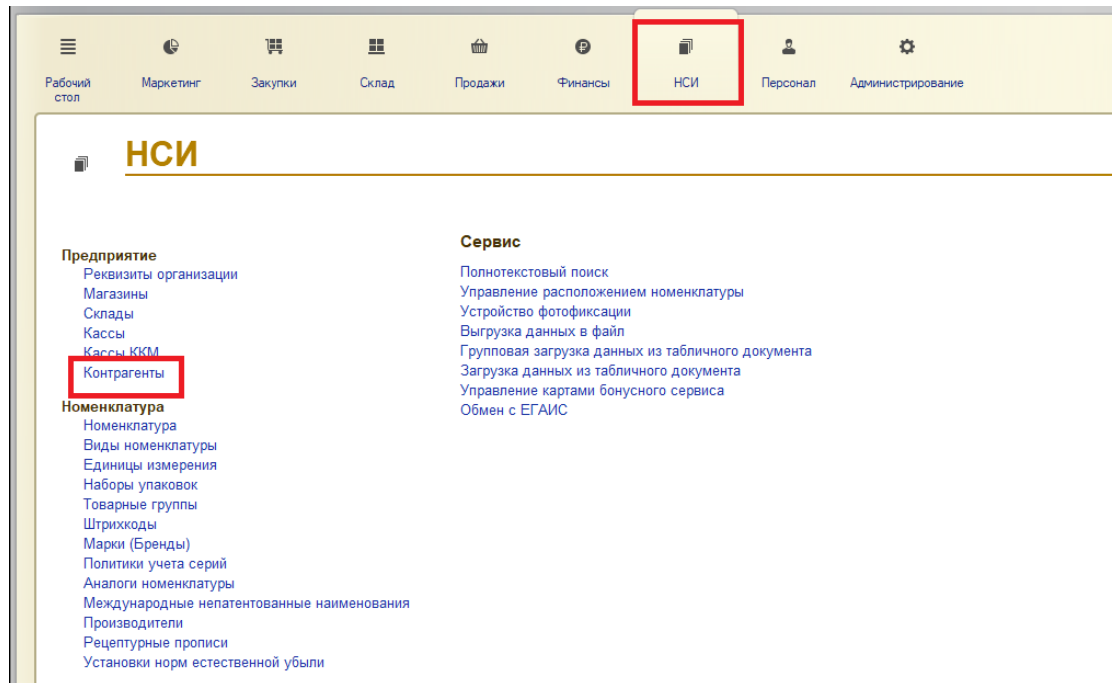 Рабочий стол
Маркетинг
Закупки
Склад
Продажи
Финансы
НСИ
Персонал
Администрирование
НСИ
Предприятие
Реквизиты организации
Магазины
Склады
Кассы
Кассы ККМ
Контрагенты
Номенклатура
Номенклатура
Виды номенклатуры
Единицы измерения
Наборы упаковок
Товарные группы
Штрихкоды
Марки (Бренды)
Политики учета серий
Аналоги номенклатуры
Международные непатентованные наименования
Производители
Рецептурные прописи
Установки норм естественной убыли
Сервис
Полнотекстовый поиск
Управление расположением номенклатуры
Устройство фотофиксации
Выгрузка данных в файл
Групповая загрузка данных из табличного документа
Загрузка данных из табличного документа
Управление картами бонусного сервиса
Обмен с ЕГАИС